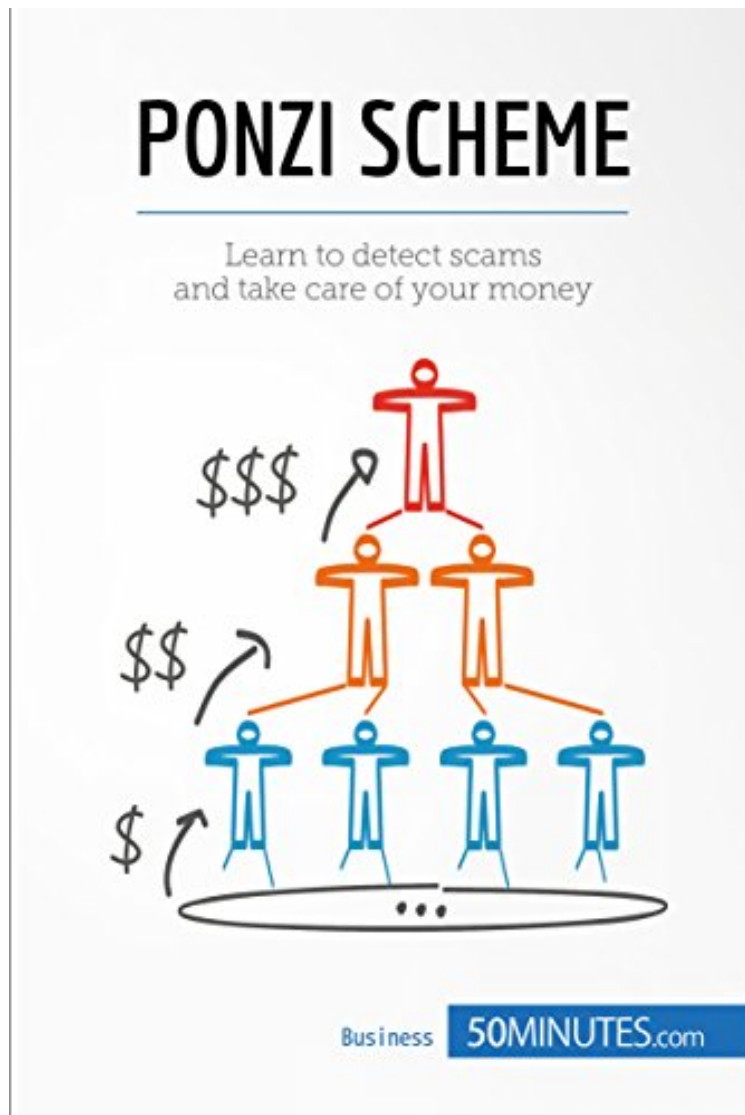 PONZI SCHEME
Learn to detect scams
and take care of your money
$$$
$$
$
...
Business 50MINUTES.com